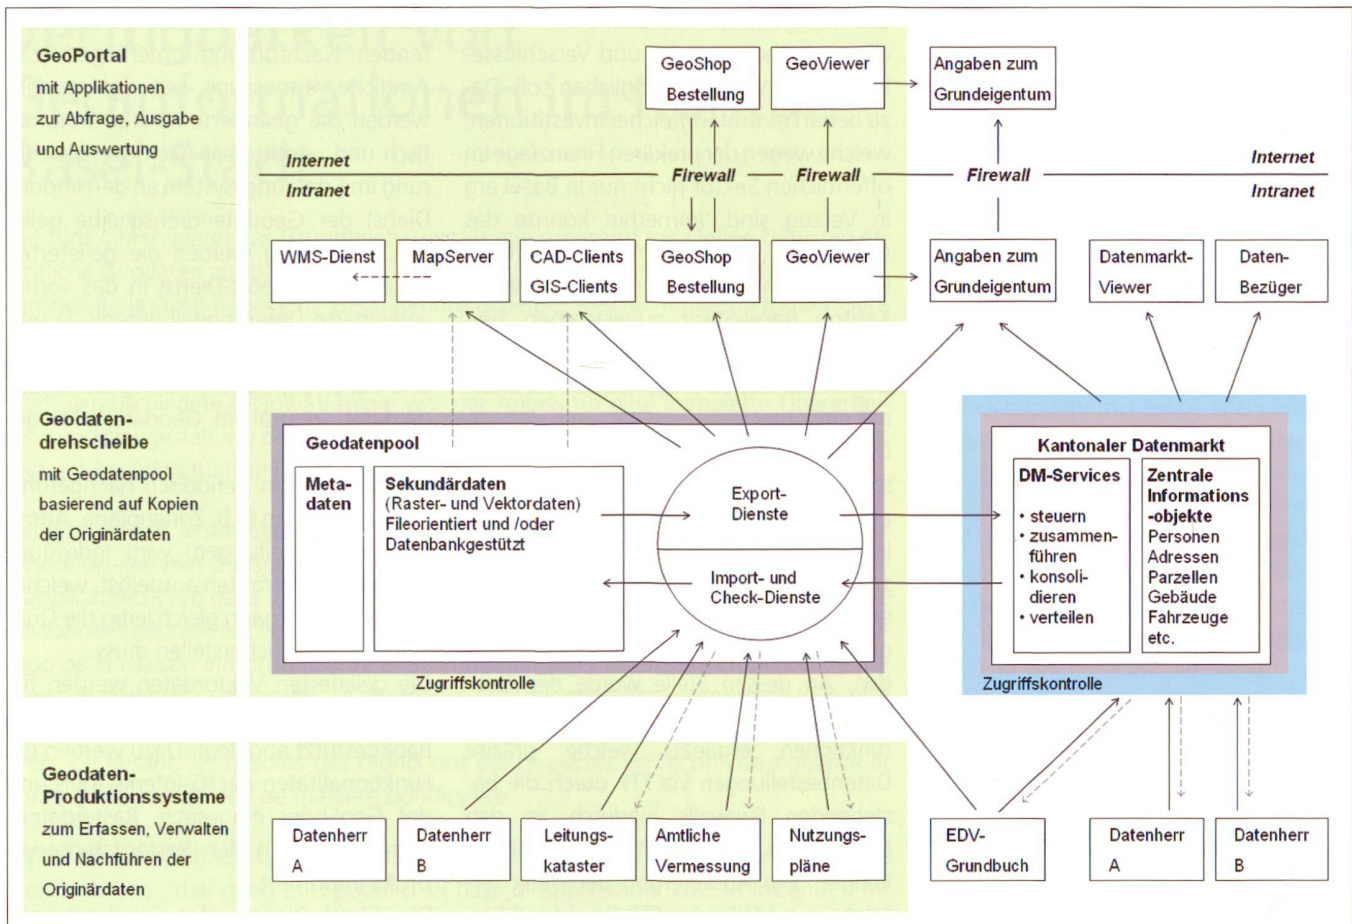 GeoPortal
mit Applikationen
zur Abfrage, Ausgabe
und Auswertung
GeoShop
Bestellung
GeoViewer
Angaben zum
Grundeigentum
Internet
Intranet
Firewall
Firewall
Firewall
Internet
Intranet
WMS-Dienst
MapServer
CAD-Clients
GIS-Clients
GeoShop
Bestellung
GeoViewer
Angaben zum
Grundeigentum
Datenmarkt-
Viewer
Daten-
Bezüger
Geodaten-
drehscheibe
mit Geodatenpool
basierend auf Kopien
der Originärdaten
Geodatenpool
Meta-
daten
Sekundärdaten
(Raster- und Vektordaten)
Fileorientiert und /oder
Datenbankgestützt
Export-
Dienste
Import- und
Check-Dienste
Zugriffskontrolle
Kantonaler Datenmarkt
DM-Services
• steuern
• zusammen-
führen
• konsoli-
dieren
• verteilen
Zentrale
Informations
-objekte
Personen
Adressen
Parzellen
Gebäude
Fahrzeuge
etc.
Zugriffskontrolle
Geodaten-
Produktionssysteme
zum Erfassen, Verwalten
und Nachführen der
Originärdaten
Datenherr
A
Datenherr
B
Leitungs-
kataster
Amtliche
Vermessung
Nutzungs-
pläne
EDV-
Grundbuch
Datenherr
A
Datenherr
B